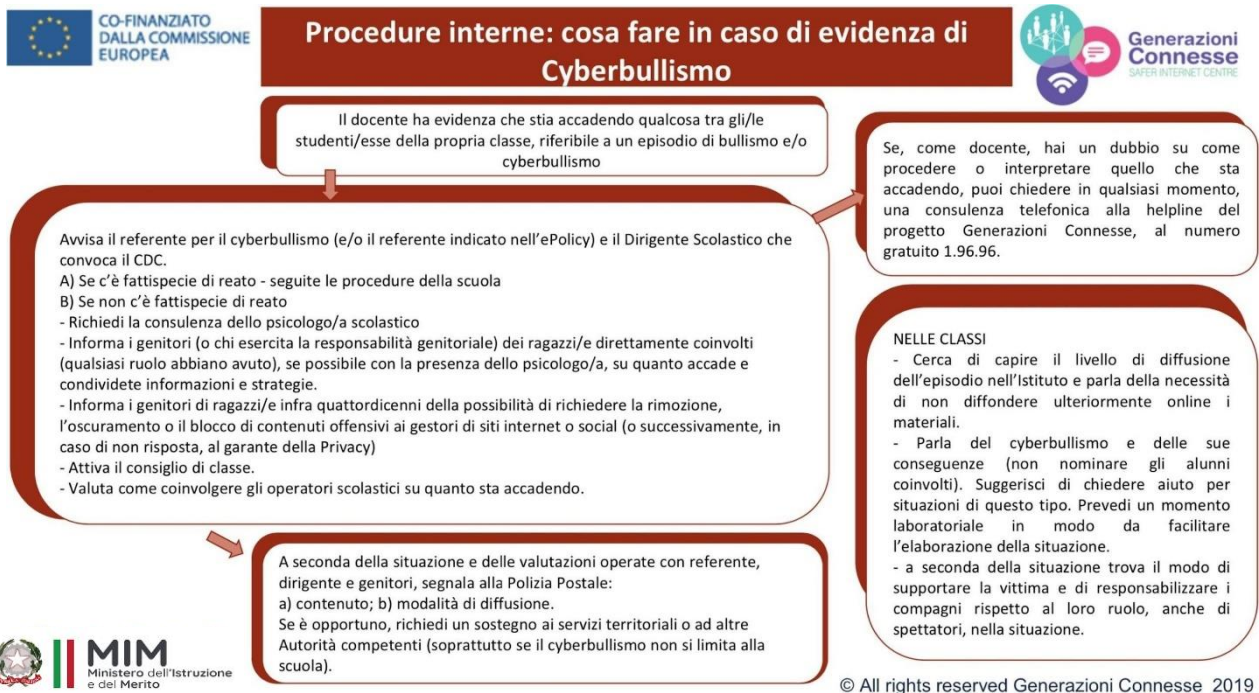 CO-FINANZIATO
DALLA COMMISSIONE
EUROPEA
Procedure interne: cosa fare in caso di evidenza di
Cyberbullismo
Generazioni
Connesse
SAFER INTERNET CENTRE
Il docente ha evidenza che stia accadendo qualcosa tra gli/le
studenti/esse della propria classe, riferibile a un episodio di bullismo e/o
cyberbullismo
Se, come docente, hai un dubbio su come
procedere o interpretare quello che sta
accadendo, puoi chiedere in qualsiasi momento,
una consulenza telefonica alla helpline del
progetto Generazioni Connesse, al numero
gratuito 1.96.96.
Avvisa il referente per il cyberbullismo (e/o il referente indicato nell'ePolicy) e il Dirigente Scolastico che
convoca il CDC.
A) Se c'è fattispecie di reato - seguite le procedure della scuola
B) Se non c'è fattispecie di reato
- Richiedi la consulenza dello psicologo/a scolastico
- Informa i genitori (o chi esercita la responsabilità genitoriale) dei ragazzi/e direttamente coinvolti
(qualsiasi ruolo abbiano avuto), se possibile con la presenza dello psicologo/a, su quanto accade e
condividete informazioni e strategie.
- Informa i genitori di ragazzi/e infra quattordicenni della possibilità di richiedere la rimozione,
l'oscuramento o il blocco di contenuti offensivi ai gestori di siti internet o social (o successivamente, in
caso di non risposta, al garante della Privacy)
- Attiva il consiglio di classe.
- Valuta come coinvolgere gli operatori scolastici su quanto sta accadendo.
NELLE CLASSI
- Cerca di capire il livello di diffusione
dell'episodio nell'Istituto e parla della necessità
di non diffondere ulteriormente online i
materiali.
- Parla del cyberbullismo e delle sue
conseguenze (non nominare gli alunni
coinvolti). Suggerisci di chiedere aiuto per
situazioni di questo tipo. Prevedi un momento
laboratoriale in modo da facilitare
l'elaborazione della situazione.
- a seconda della situazione trova il modo di
supportare la vittima e di responsabilizzare i
compagni rispetto al loro ruolo, anche di
spettatori, nella situazione.
A seconda della situazione e delle valutazioni operate con referente,
dirigente e genitori, segnala alla Polizia Postale:
a) contenuto; b) modalità di diffusione.
Se è opportuno, richiedi un sostegno ai servizi territoriali o ad altre
Autorità competenti (soprattutto se il cyberbullismo non si limita alla
scuola).
MIM
Ministero dell'Istruzione
e del Merito
© All rights reserved Generazioni Connesse 2019